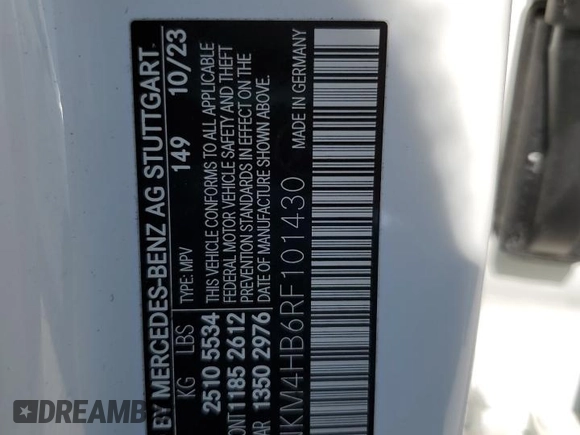 BY MERCEDES-BENZ AG STUTTGART
149 10/23
KG LBS TYPE: MPV
2510 5534
1185 2612
1350 2976
THIS VEHICLE CONFORMS TO ALL APPLICABLE
FEDERAL MOTOR VEHICLE SAFETY AND THEFT
PREVENTION STANDARDS IN EFFECT ON THE
DATE OF MANUFACTURE SHOWN ABOVE.
KM4HB6RF101430 MADE IN GERMANY
DREAMB